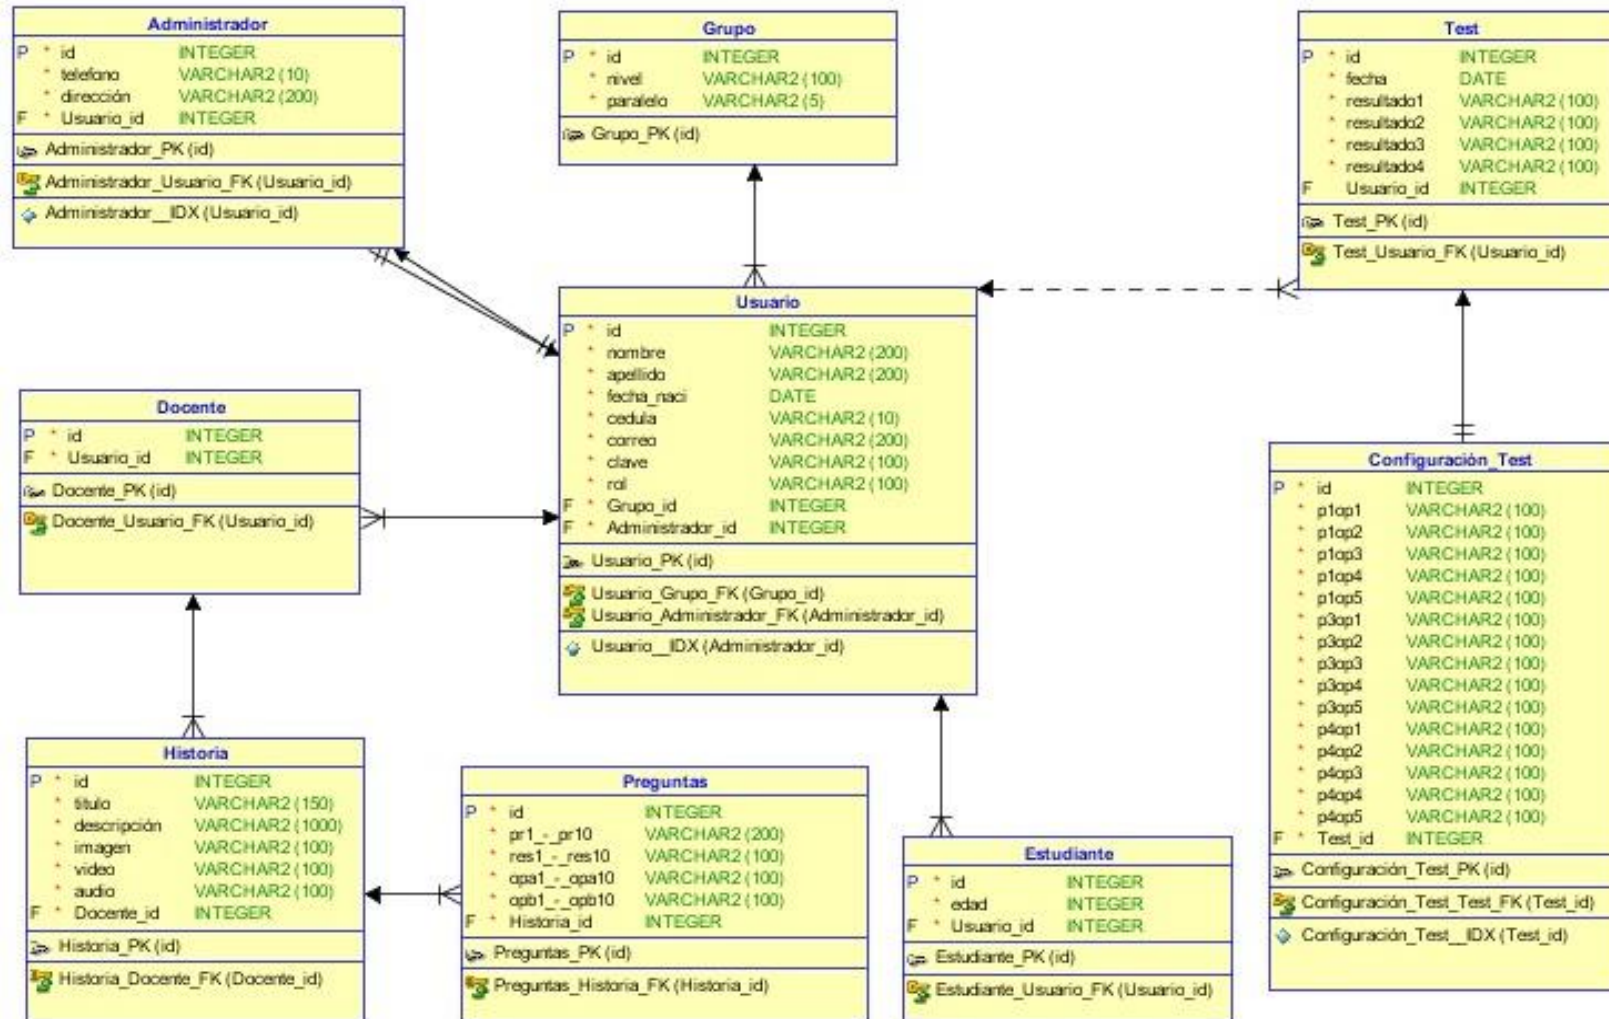 Administrador
P * id INTEGER
* telefono VARCHAR2 (10)
* dirección VARCHAR2 (200)
F * Usuario_id INTEGER
Administrador_PK (id)
Administrador_Usuario_FK (Usuario_id)
Administrador__IDX (Usuario_id)
Grupo
P * id INTEGER
* nivel VARCHAR2 (100)
* paralelo VARCHAR2 (5)
Grupo_PK (id)
Test
P * id INTEGER
* fecha DATE
* resultado1 VARCHAR2 (100)
* resultado2 VARCHAR2 (100)
* resultado3 VARCHAR2 (100)
* resultado4 VARCHAR2 (100)
F Usuario_id INTEGER
Test_PK (id)
Test_Usuario_FK (Usuario_id)
Usuario
P * id INTEGER
* nombre VARCHAR2 (200)
* apellido VARCHAR2 (200)
* fecha_naci DATE
* cedula VARCHAR2 (10)
* correo VARCHAR2 (200)
* clave VARCHAR2 (100)
* rol VARCHAR2 (100)
F * Grupo_id INTEGER
F * Administrador_id INTEGER
Usuario_PK (id)
Usuario_Grupo_FK (Grupo_id)
Usuario_Administrador_FK (Administrador_id)
Usuario__IDX (Administrador_id)
Docente
P * id INTEGER
F * Usuario_id INTEGER
Docente_PK (id)
Docente_Usuario_FK (Usuario_id)
Configuración_Test
P * id INTEGER
* p1op1 VARCHAR2 (100)
* p1op2 VARCHAR2 (100)
* p1op3 VARCHAR2 (100)
* p1op4 VARCHAR2 (100)
* p1op5 VARCHAR2 (100)
* p3op1 VARCHAR2 (100)
* p3op2 VARCHAR2 (100)
* p3op3 VARCHAR2 (100)
* p3op4 VARCHAR2 (100)
* p3op5 VARCHAR2 (100)
* p4op1 VARCHAR2 (100)
* p4op2 VARCHAR2 (100)
* p4op3 VARCHAR2 (100)
* p4op4 VARCHAR2 (100)
* p4op5 VARCHAR2 (100)
F * Test_id INTEGER
Configuración_Test_PK (id)
Configuración_Test_Test_FK (Test_id)
Configuración_Test__IDX (Test_id)
Historia
P * id INTEGER
* titulo VARCHAR2 (150)
* descripción VARCHAR2 (1000)
* imagen VARCHAR2 (100)
* video VARCHAR2 (100)
* audio VARCHAR2 (100)
F * Docente_id INTEGER
Historia_PK (id)
Historia_Docente_FK (Docente_id)
Preguntas
P * id INTEGER
* pr1_-_pr10 VARCHAR2 (200)
* res1_-_res10 VARCHAR2 (100)
* opa1_-_opa10 VARCHAR2 (100)
* opb1_-_opb10 VARCHAR2 (100)
F * Historia_id INTEGER
Preguntas_PK (id)
Preguntas_Historia_FK (Historia_id)
Estudiante
P * id INTEGER
* edad INTEGER
F * Usuario_id INTEGER
Estudiante_PK (id)
Estudiante_Usuario_FK (Usuario_id)